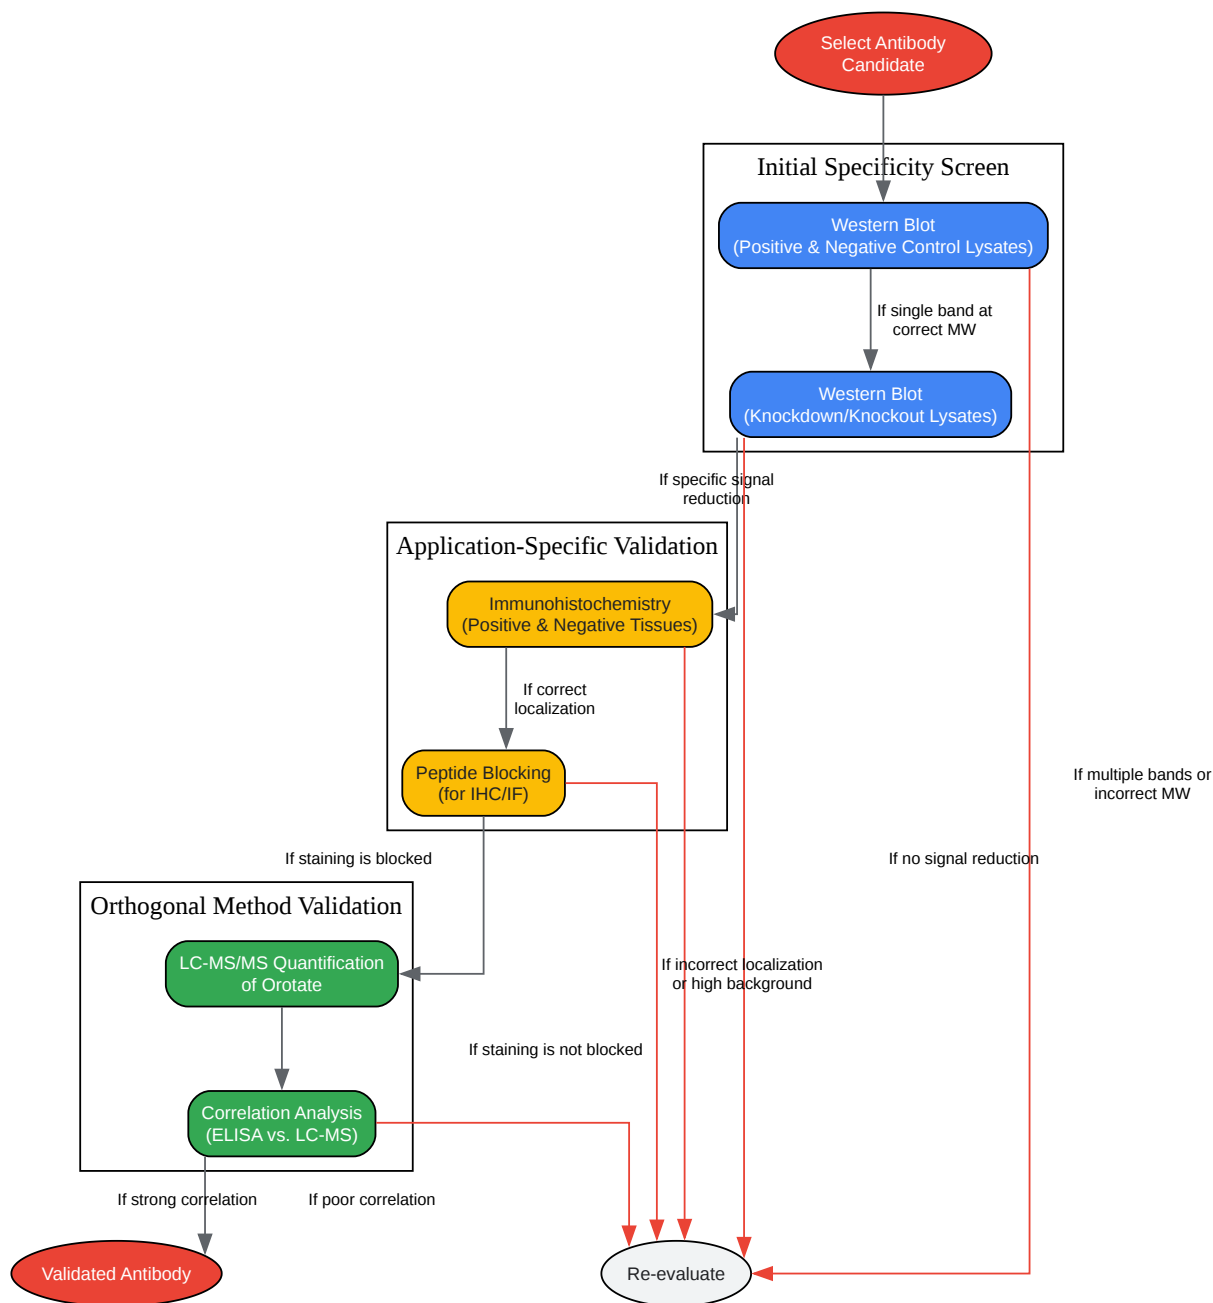 Select Antibody
Candidate
Initial Specificity Screen
Western Blot
(Positive & Negative Control Lysates)
If single band at
correct MW
Western Blot
(Knockdown/Knockout Lysates)
If specific signal
reduction
Application-Specific Validation
Immunohistochemistry
(Positive & Negative Tissues)
If correct
localization
Peptide Blocking
(for IHC/IF)
If multiple bands or
incorrect MW
If staining is blocked
If no signal reduction
Orthogonal Method Validation
LC-MS/MS Quantification
of Orotate
If incorrect localization
or high background
If staining is not blocked
Correlation Analysis
(ELISA vs. LC-MS)
If strong correlation
If poor correlation
Validated Antibody
Re-evaluate